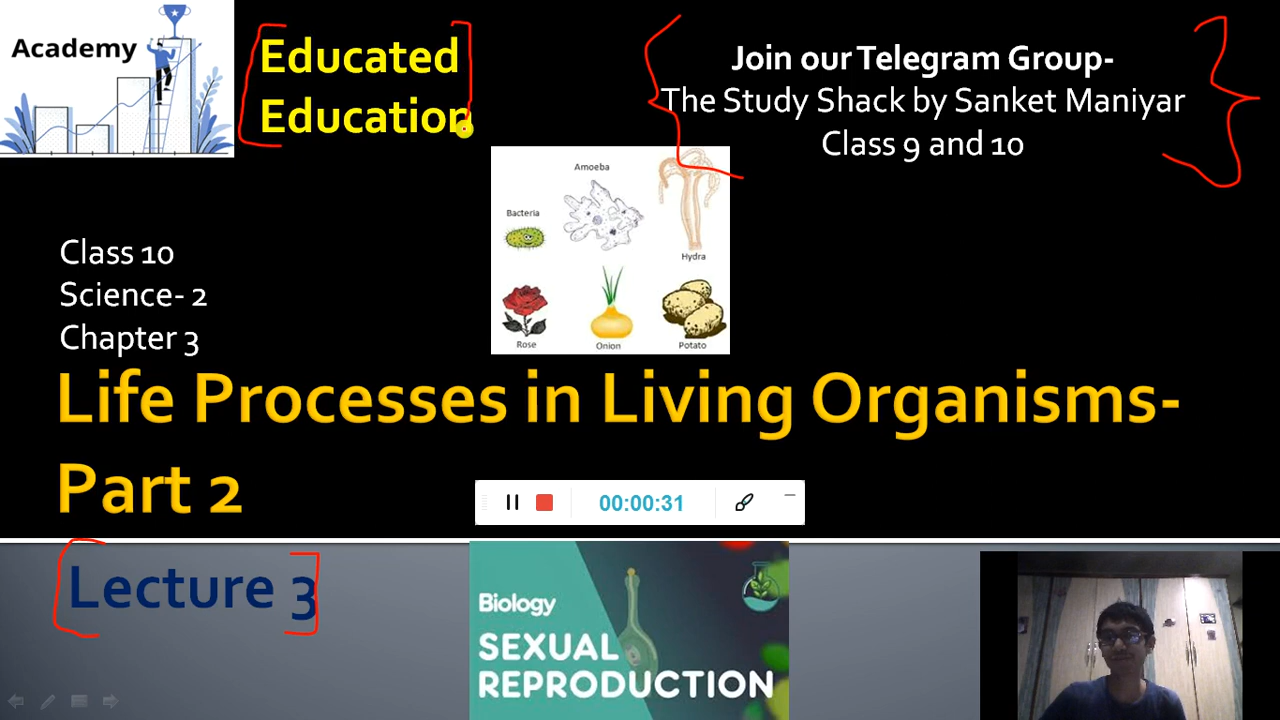 Academy
Educated
Education
Join our Telegram Group-
The Study Shack by Sanket Maniyar
Class 9 and 10
Amoeba
Bacteria
Hydra
Rose
Onion
Potato
Class 10
Science- 2
Chapter 3
Life Processes in Living Organisms-
Part 2
00:00:31
Lecture 3
Biology
SEXUAL
REPRODUCTION